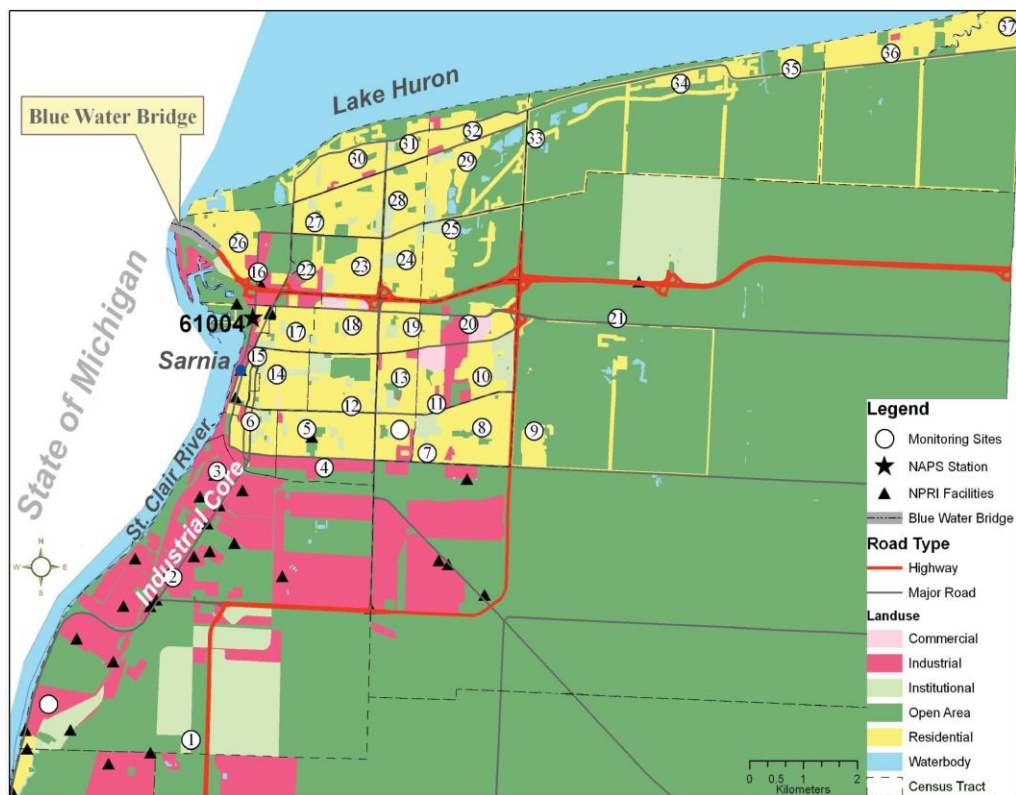 37
36
35
34
Lake Huron
Blue Water Bridge
32
31
33
30
29
28
27
25
26
24
23
22
16
State of Michigan
61004
21
20
19
18
17
Sarnia
15
14
13
10
12
11
6
5
8
9
7
4
3
St. Clair River
Industrial Core
2
1
N
W E
S
Legend
Monitoring Sites
NAPS Station
NPRI Facilities
Blue Water Bridge
Road Type
Highway
Major Road
Landuse
Commercial
Industrial
Institutional
Open Area
Residential
Waterbody
Census Tract
0 0.5 1 2
Kilometers